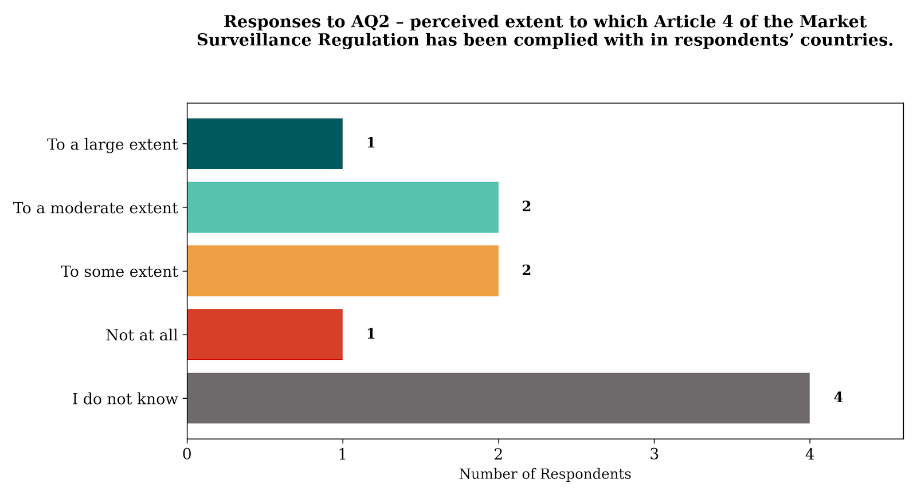 Responses to AQ2 – perceived extent to which Article 4 of the Market
Surveillance Regulation has been complied with in respondents’ countries.
To a large extent 1
To a moderate extent 2
To some extent 2
Not at all 1
I do not know 4
0 1 2 3 4
Number of Respondents